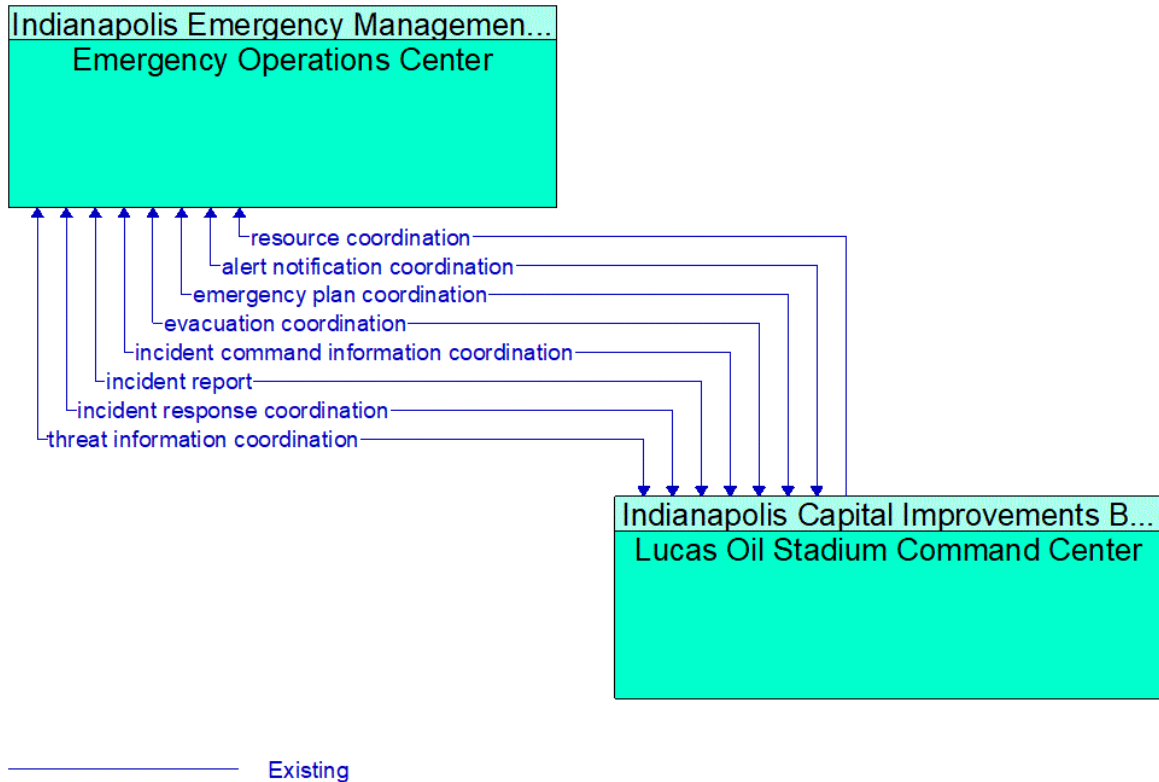 Indianapolis Emergency Managemen...
Emergency Operations Center
resource coordination
alert notification coordination
emergency plan coordination
evacuation coordination
incident command information coordination
incident report
incident response coordination
threat information coordination
Indianapolis Capital Improvements B...
Lucas Oil Stadium Command Center
Existing